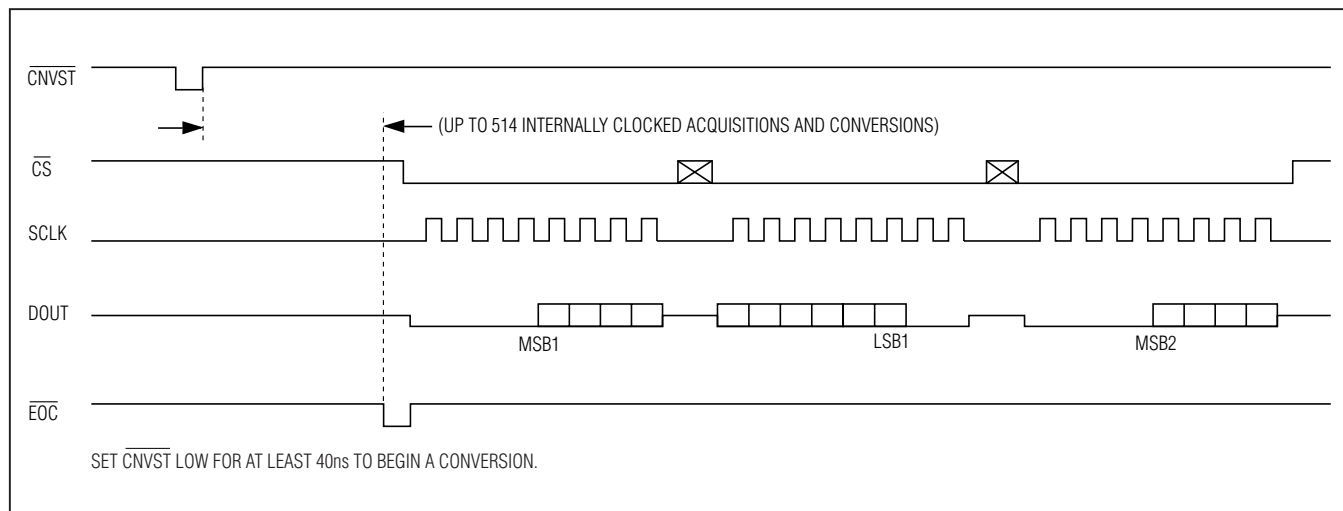 CNVST
(UP TO 514 INTERNALLY CLOCKED ACQUISITIONS AND CONVERSIONS)
CS
SCLK
DOUT
MSB1
LSB1
MSB2
EOC
SET CNVST LOW FOR AT LEAST 40ns TO BEGIN A CONVERSION.